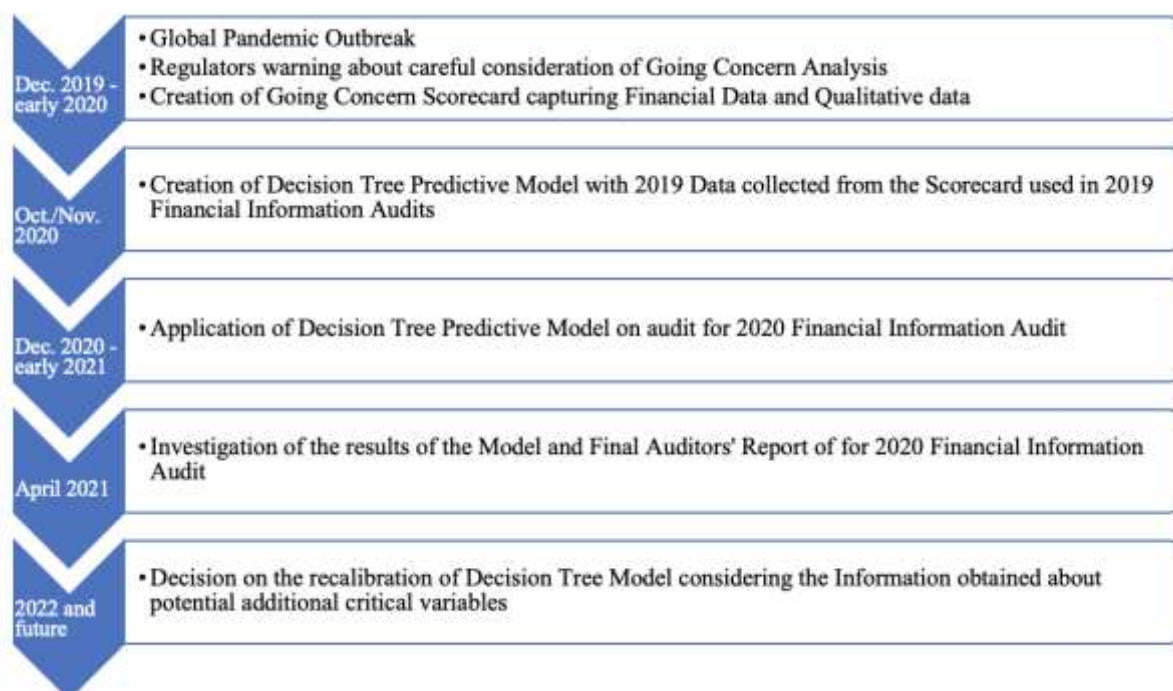 Dec. 2019 -
early 2020
•Global Pandemic Outbreak
•Regulators warning about careful consideration of Going Concern Analysis
•Creation of Going Concern Scorecard capturing Financial Data and Qualitative data
Oct./Nov.
2020
•Creation of Decision Tree Predictive Model with 2019 Data collected from the Scorecard used in 2019
Financial Information Audits
Dec. 2020 -
early 2021
•Application of Decision Tree Predictive Model on audit for 2020 Financial Information Audit
April 2021
•Investigation of the results of the Model and Final Auditors' Report of for 2020 Financial Information
Audit
2022 and
future
•Decision on the recalibration of Decision Tree Model considering the Information obtained about
potential additional critical variables